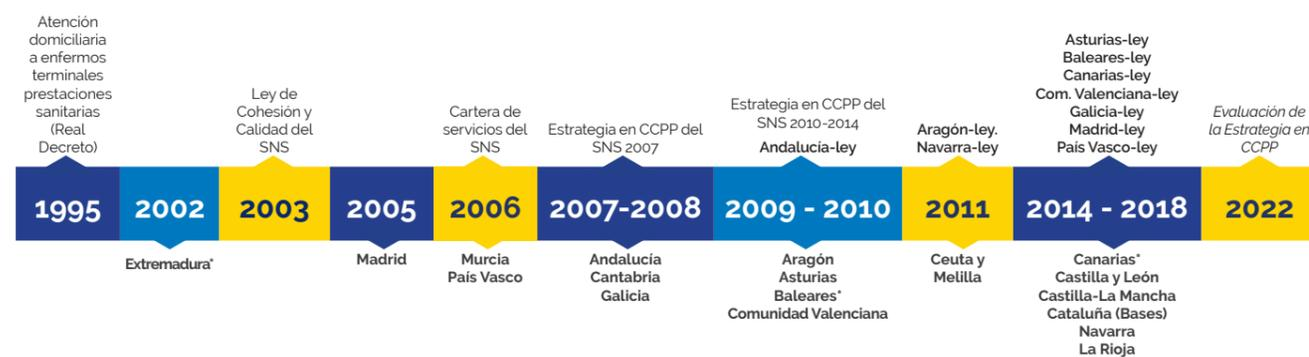 Atención
domiciliaria
a enfermos
terminales
prestaciones
sanitarias
(Real
Decreto)
Ley de
Cohesión y
Calidad del
SNS
Cartera de
servicios del
SNS
Estrategia en CCPP del
SNS 2007
Estrategia en CCPP del
SNS 2010-2014
Andalucía-ley
Aragón-ley.
Navarra-ley
Asturias-ley
Baleares-ley
Canarias-ley
Com. Valenciana-ley
Galicia-ley
Madrid-ley
País Vasco-ley
Evaluación de
la Estrategia en
CCPP
1995
2002
2003
2005
2006
2007-2008
2009 - 2010
2011
2014 - 2018
2022
Extremadura*
Madrid
Murcia
País Vasco
Andalucía
Cantabria
Galicia
Aragón
Asturias
Baleares*
Comunidad Valenciana
Ceuta y
Melilla
Canarias*
Castilla y León
Castilla-La Mancha
Cataluña (Bases)
Navarra
La Rioja